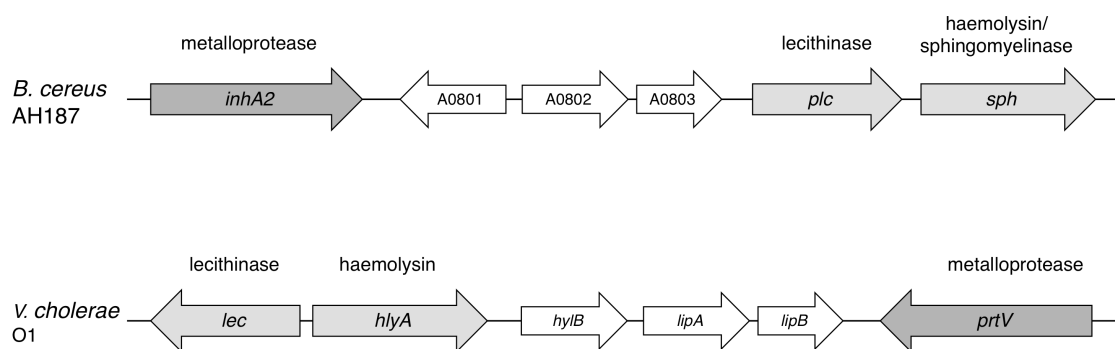 haemolysin/
metalloprotease lecithinase sphingomyelinase
B. cereus
AH187
inhA2 A0801 A0802 A0803 plc sph
lecithinase haemolysin metalloprotease
V. cholerae
O1
lec hlyA hylB lipA lipB prtV